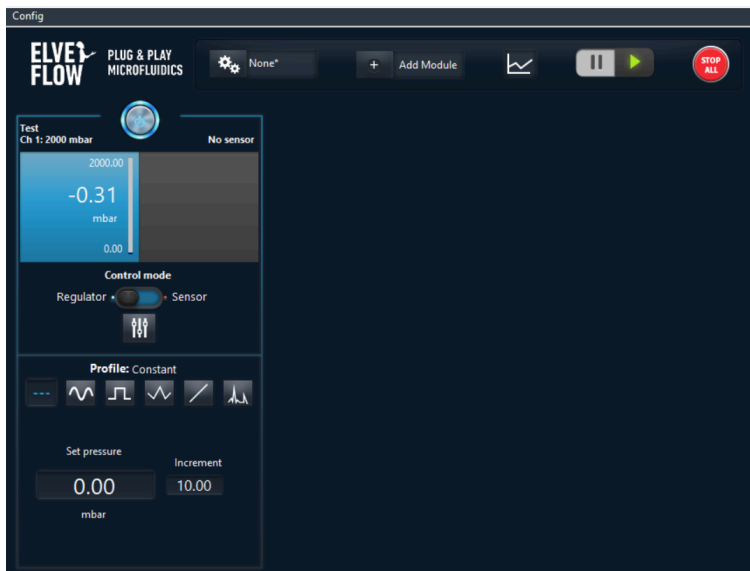 Config
ELVE
FLOW
PLUG & PLAY
MICROFLUIDICS
None*
+ Add Module
STOP
ALL
Test
Ch 1: 2000 mbar
No sensor
2000.00
-0.31
mbar
0.00
Control mode
Regulator
Sensor
Profile: Constant
Set pressure
Increment
0.00
10.00
mbar